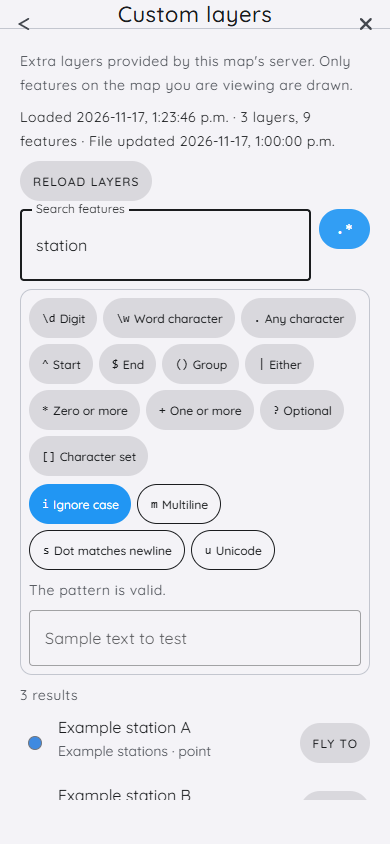 < Custom layers ×
Extra layers provided by this map's server. Only
features on the map you are viewing are drawn.
Loaded 2026-11-17, 1:23:46 p.m. · 3 layers, 9
features · File updated 2026-11-17, 1:00:00 p.m.
RELOAD LAYERS
Search features
station
.*
\d Digit
\w Word character
. Any character
^ Start
$ End
() Group
| Either
* Zero or more
+ One or more
? Optional
[] Character set
i Ignore case
m Multiline
s Dot matches newline
u Unicode
The pattern is valid.
Sample text to test
3 results
Example station A
Example stations · point
FLY TO
Example station B